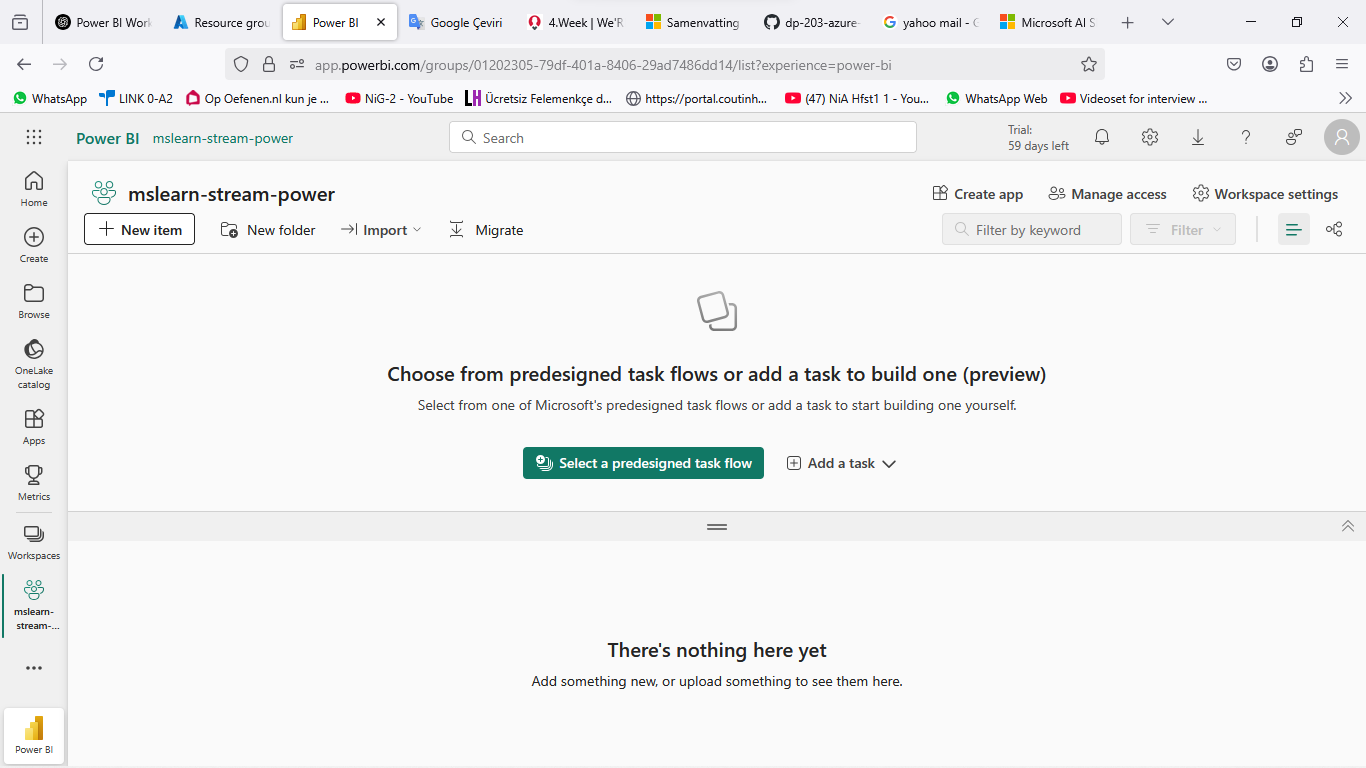 Power BI Work
Resource grou
Power BI
Google Çeviri
4.Week | We'R
Samenvatting
dp-203-azure-
yahoo mail - G
Microsoft AI S
app.powerbi.com/groups/01202305-79df-401a-8406-29ad7486dd14/list?experience=power-bi
WhatsApp
LINK 0-A2
Op Oefenen.nl kun je ...
NiG-2 - YouTube
Ücretsiz Felemenkçe d...
https://portal.coutinh...
(47) NiA Hfst1 1 - You...
WhatsApp Web
Videoset for interview ...
Power BI
mslearn-stream-power
Search
Trial:
59 days left
Home
Create
Browse
OneLake
catalog
Apps
Metrics
Workspaces
mslearn-
stream-...
Power BI
mslearn-stream-power
Create app
Manage access
Workspace settings
New item
New folder
Import
Migrate
Filter by keyword
Filter
Choose from predesigned task flows or add a task to build one (preview)
Select from one of Microsoft's predesigned task flows or add a task to start building one yourself.
Select a predesigned task flow
Add a task
There's nothing here yet
Add something new, or upload something to see them here.